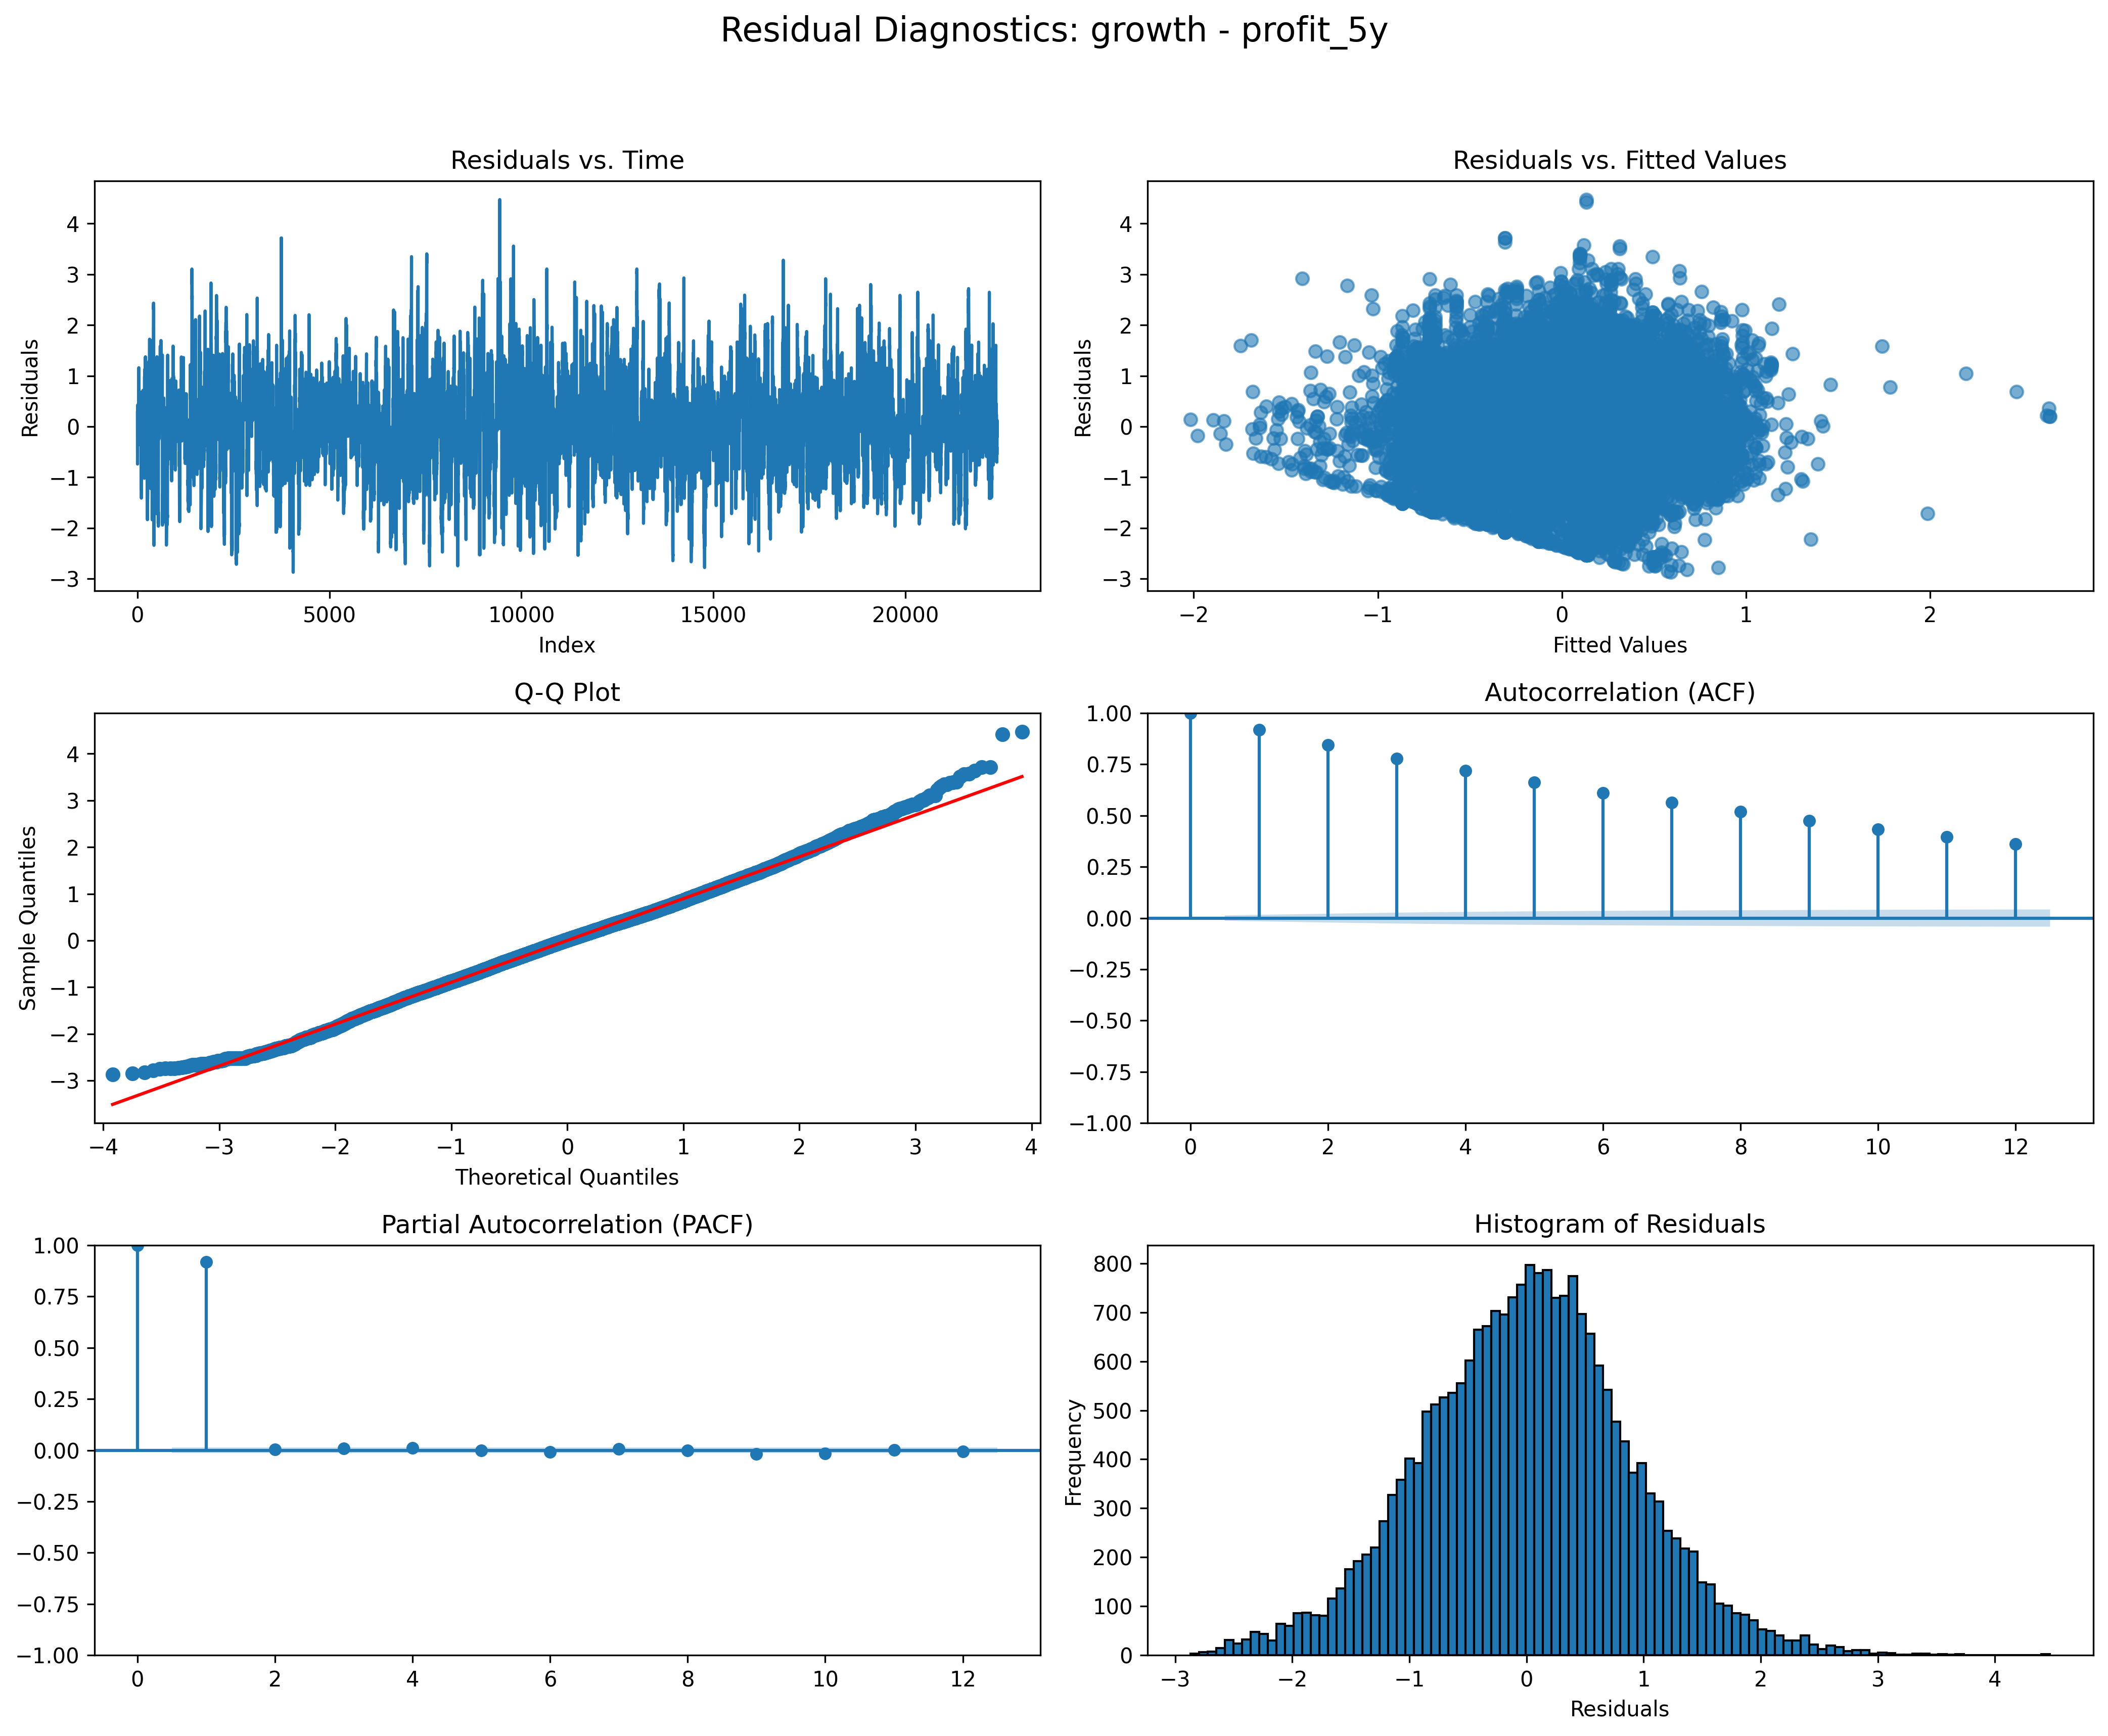 Residual Diagnostics: growth - profit_5y
Residuals vs. Time
4
3
2
1
0
−1
−2
−3
Residuals
0 5000 10000 15000 20000
Index
Residuals vs. Fitted Values
4
3
2
1
0
−1
−2
−3
Residuals
−2 −1 0 1 2
Fitted Values
Q-Q Plot
4
3
2
1
0
−1
−2
−3
Sample Quantiles
−4 −3 −2 −1 0 1 2 3 4
Theoretical Quantiles
Autocorrelation (ACF)
1.00
0.75
0.50
0.25
0.00
−0.25
−0.50
−0.75
−1.00
0 2 4 6 8 10 12
Partial Autocorrelation (PACF)
1.00
0.75
0.50
0.25
0.00
−0.25
−0.50
−0.75
−1.00
0 2 4 6 8 10 12
Histogram of Residuals
800
700
600
500
400
300
200
100
0
Frequency
−3 −2 −1 0 1 2 3 4
Residuals